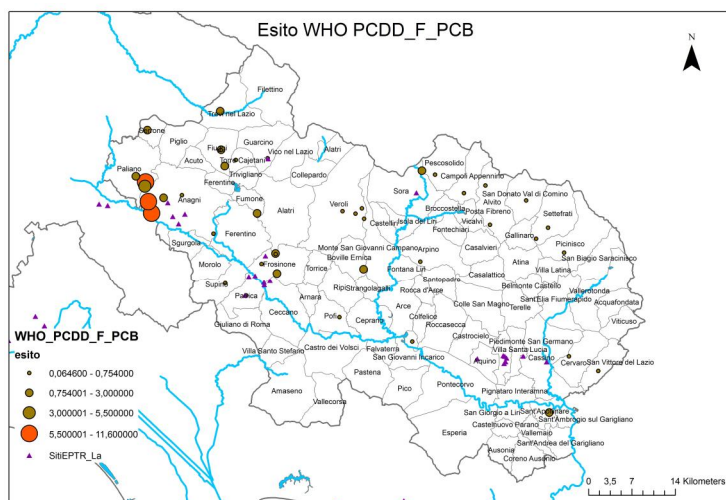 Esito WHO PCDD_F_PCB
N
Filettino
Trevi nel Lazio
Serrone
Piglio
Guarcino
Fiuggi
Acuto
Torre Cajetani
Vico nel Lazio
Alatri
Pescosolido
Paliano
Trivigliano
Collepardo
Campoli Appennino
Ferentino
Anagni
Fumone
Veroli
Sora
San Donato Val di Comino
Broccostella
Alvito
Posta Fibreno
Alatri
Castelliri
Isola del Liri
Vicalvi
Settefrati
Fontechiari
Ferentino
Gallinaro
Sgurgola
Monte San Giovanni Campano
Arpino
Casalvieri
Picinisco
Frosinone
Boville Ernica
Atina
San Biagio Saracinisco
Morolo
Torrice
Fontana Liri
Santopadre
Casalattico
Villa Latina
Supino
Ripi
Strangolagalli
Rocca d'Arce
Belmonte Castello
Vallerotonda
Patrica
Arnara
Arce
Colle San Magno
Sant'Elia Fiumerapido
Acquafondata
Ceccano
Pofi
Ceprano
Colfelice
Terelle
Giuliano di Roma
Roccasecca
Viticuso
Castrocielo
Piedimonte San Germano
Villa Santo Stefano
Castro dei Volsci
Falvaterra
San Giovanni Incarico
Villa Santa Lucia
Aquino
Cassino
Cervaro
San Vittore del Lazio
Pastena
Amaseno
Vallecorsa
Pico
Pontecorvo
Pignataro Interamna
San Giorgio a Liri
Sant'Apollinare
Sant'Ambrogio sul Garigliano
Castelnuovo Parano
Esperia
Vallemaio
Sant'Andrea del Garigliano
Ausonia
Coreno Ausonio
WHO_PCDD_F_PCB
esito
0,064600 - 0,754000
0,754001 - 3,000000
3,000001 - 5,500000
5,500001 - 11,600000
SitiEPTR_La
0 3,5 7 14 Kilometers